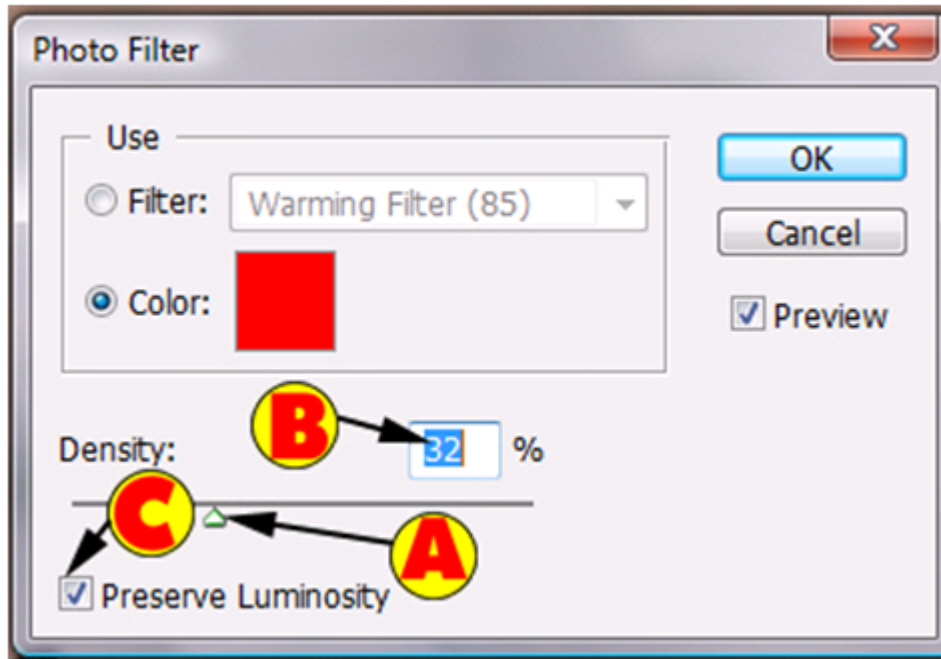 Photo Filter
Use
Filter: Warming Filter (85)
OK
Cancel
Color:
Preview
B
Density: 32 %
C
A
Preserve Luminosity